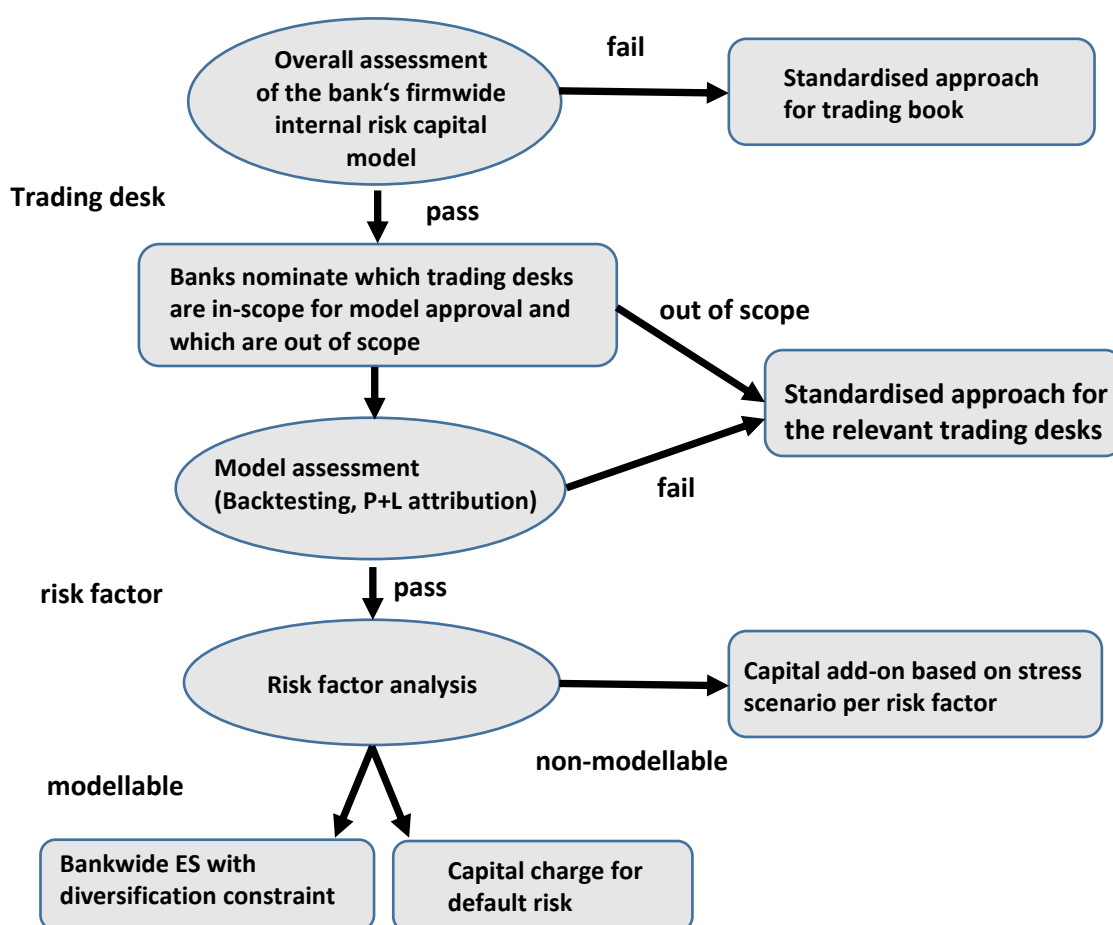 Overall assessment
of the bank‘s firmwide
internal risk capital
model
fail
Standardised approach
for trading book
Trading desk
pass
Banks nominate which trading desks
are in-scope for model approval and
which are out of scope
out of scope
Standardised approach for
the relevant trading desks
Model assessment
(Backtesting, P+L attribution)
fail
risk factor
pass
Risk factor analysis
Capital add-on based on stress
scenario per risk factor
non-modellable
modellable
Bankwide ES with
diversification constraint
Capital charge for
default risk